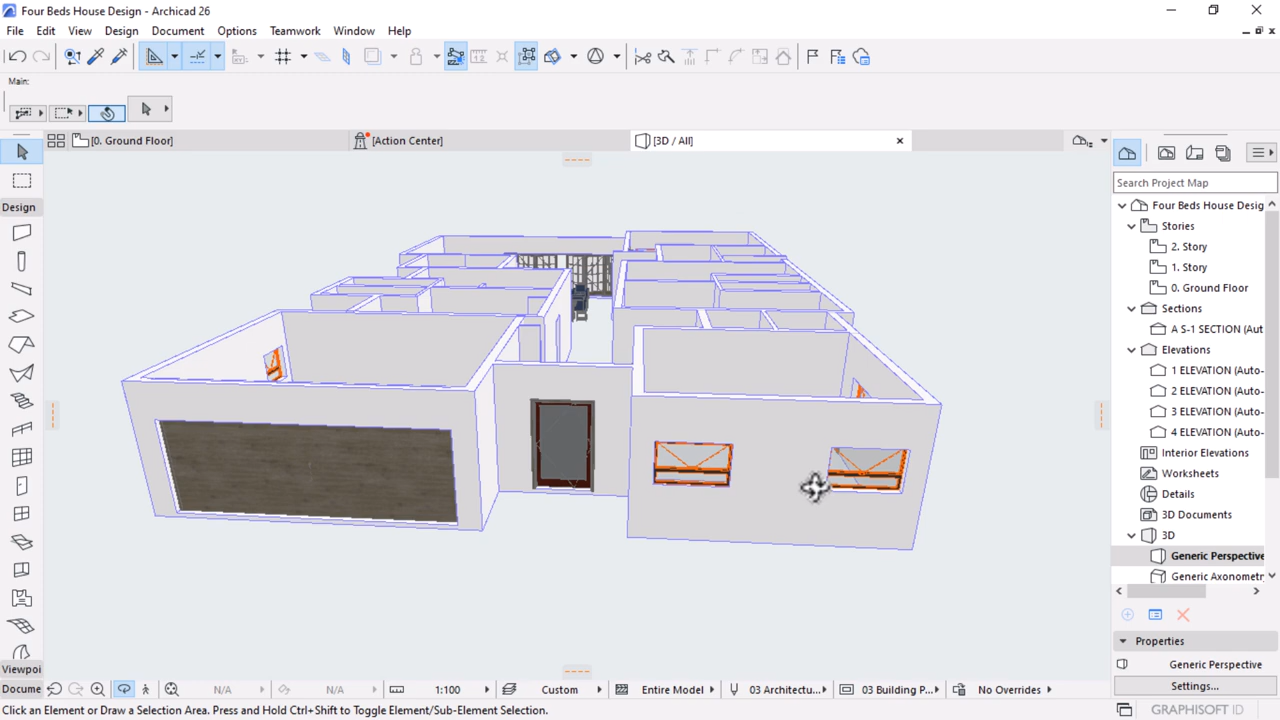 Four Beds House Design - Archicad 26
File Edit View Design Document Options Teamwork Window Help
Main:
[0. Ground Floor] [Action Center] [3D / All]
Search Project Map
Design
Four Beds House Desig
Stories
2. Story
1. Story
0. Ground Floor
Sections
A S-1 SECTION (Aut
Elevations
1 ELEVATION (Auto-
2 ELEVATION (Auto-
3 ELEVATION (Auto-
4 ELEVATION (Auto-
Interior Elevations
Worksheets
Details
3D Documents
3D
Generic Perspective
Generic Axonometr
Properties
Generic Perspective
Settings...
Viewpoi
Docume N/A N/A 1:100 Custom Entire Model 03 Architectu... 03 Building P... No Overrides
Click an Element or Draw a Selection Area. Press and Hold Ctrl+Shift to Toggle Element/Sub-Element Selection.
GRAPHISOFT ID